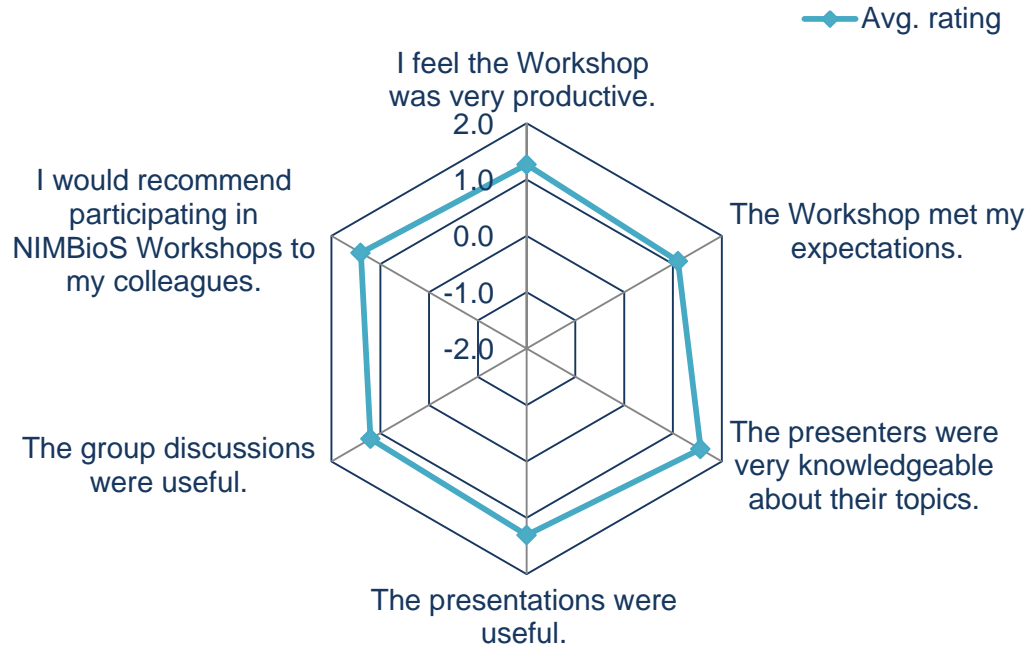 Avg. rating
I feel the Workshop
was very productive.
2.0
1.0
0.0
-1.0
-2.0
The Workshop met my
expectations.
The presenters were
very knowledgeable
about their topics.
The presentations were
useful.
The group discussions
were useful.
I would recommend
participating in
NIMBioS Workshops to
my colleagues.